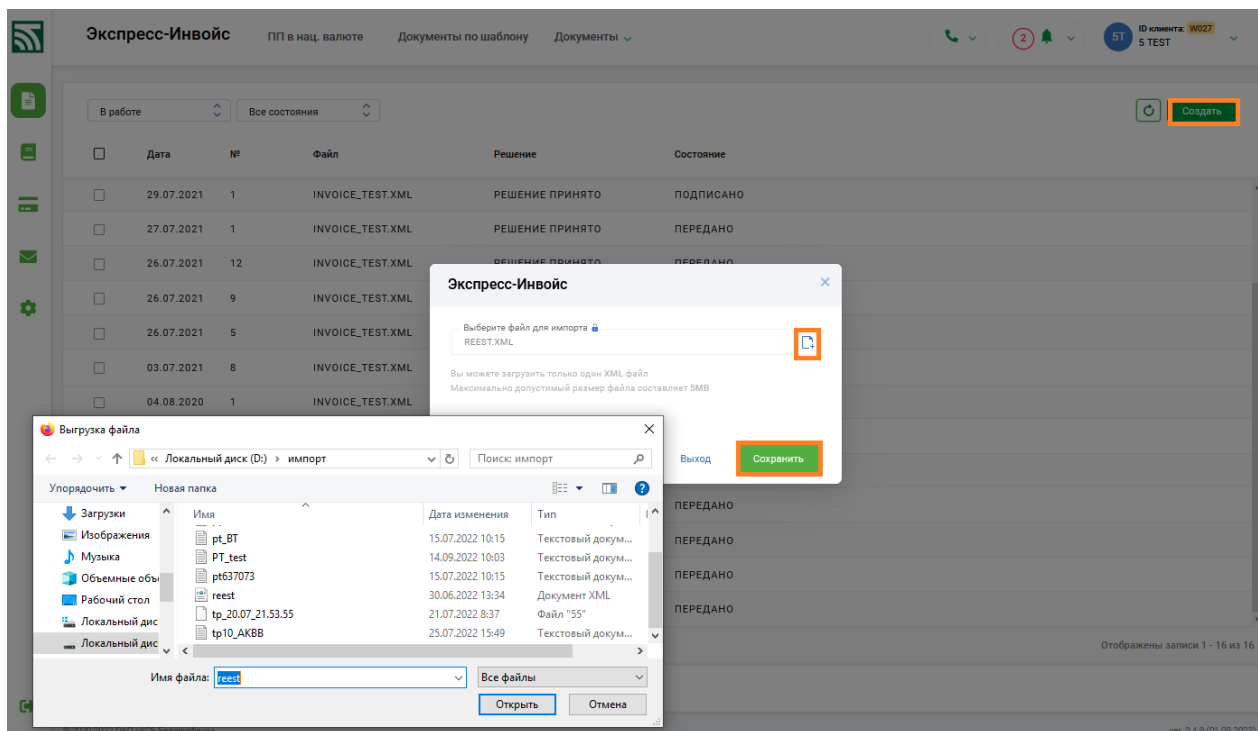 Экспресс-Инвойс ПП в нац. валюте Документы по шаблону Документы
2 5T ID клиента: W027
5 TEST
В работе Все состояния Создать
Дата № Файл Решение Состояние
29.07.2021 1 INVOICE_TEST.XML РЕШЕНИЕ ПРИНЯТО ПОДПИСАНО
27.07.2021 1 INVOICE_TEST.XML РЕШЕНИЕ ПРИНЯТО ПЕРЕДАНО
26.07.2021 12 INVOICE_TEST.XML РЕШЕНИЕ ПРИНЯТО ПЕРЕДАНО
26.07.2021 9 INVOICE_TEST.XML
26.07.2021 5 INVOICE_TEST.XML
03.07.2021 8 INVOICE_TEST.XML
04.08.2020 1 INVOICE_TEST.XML
Экспресс-Инвойс
Выберите файл для импорта
REEST.XML
Вы можете загрузить только один XML файл
Максимально допустимый размер файла составляет 5MB
Выход Сохранить
Выгрузка файла
« Локальный диск (D:) › импорт Поиск: импорт
Упорядочить Новая папка
Загрузки
Изображения
Музыка
Объемные объ
Рабочий стол
Локальный дис
Локальный дис
Имя Дата изменения Тип
pt_BT 15.07.2022 10:15 Текстовый докум...
PT_test 14.09.2022 10:03 Текстовый докум...
pt637073 15.07.2022 10:15 Текстовый докум...
reest 30.06.2022 13:34 Документ XML
tp_20.07_21.53.55 21.07.2022 8:37 Файл "55"
tp10_AKBB 25.07.2022 15:49 Текстовый докум...
Имя файла: reest Все файлы
Открыть Отмена
ПЕРЕДАНО
ПЕРЕДАНО
ПЕРЕДАНО
ПЕРЕДАНО
Отображены записи 1 - 16 из 16